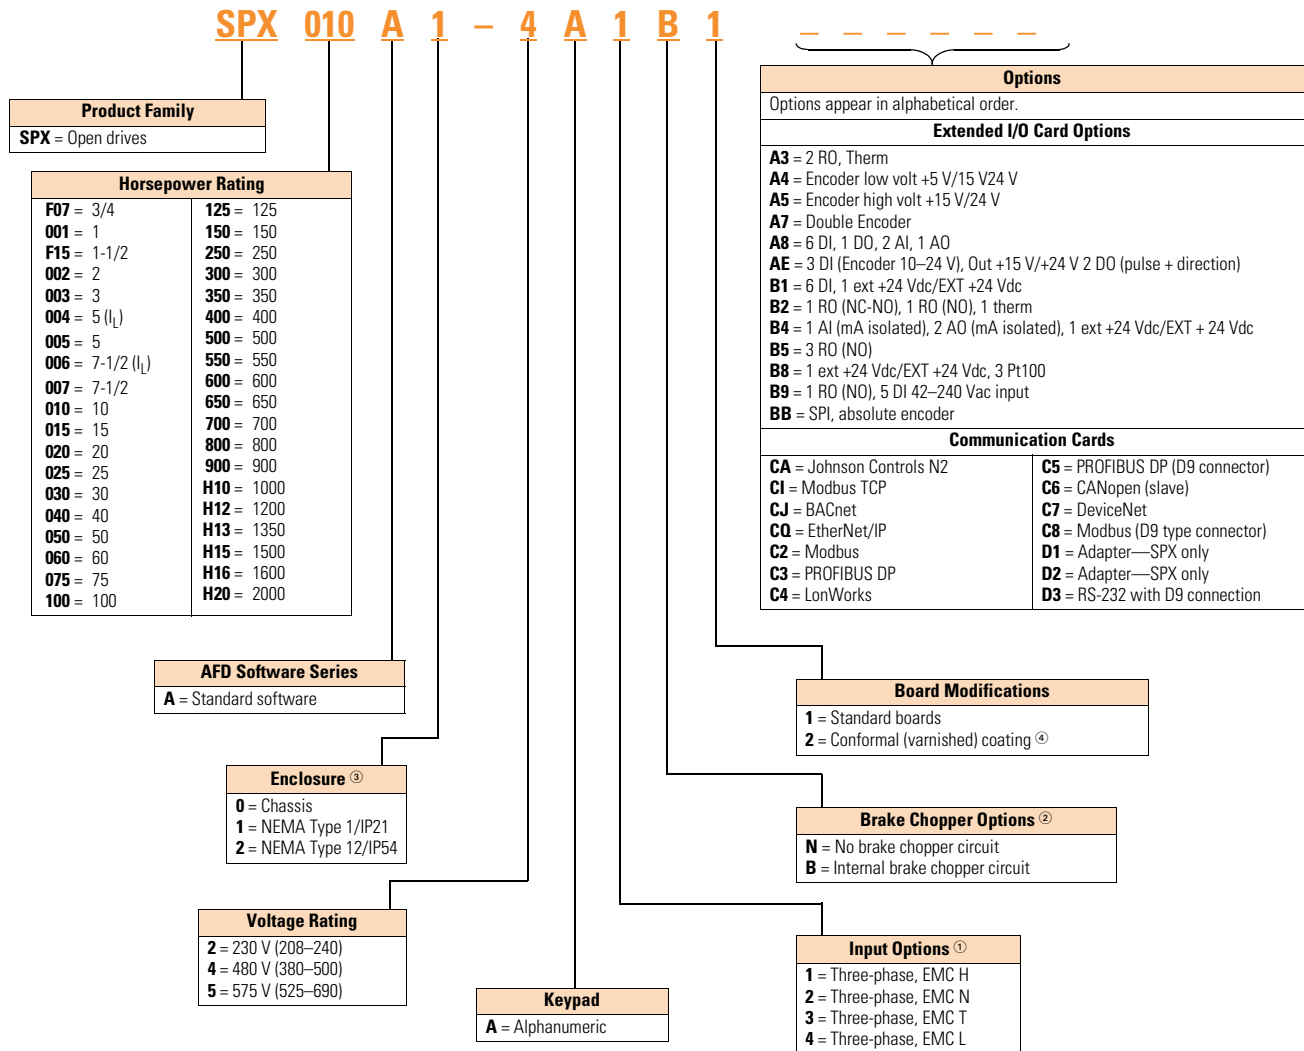 SPX 010 A 1 – 4 A 1 B 1 _ _ _ _ _ _
Product Family
SPX = Open drives
Horsepower Rating
F07 = 3/4
001 = 1
F15 = 1-1/2
002 = 2
003 = 3
004 = 5 (IL)
005 = 5
006 = 7-1/2 (IL)
007 = 7-1/2
010 = 10
015 = 15
020 = 20
025 = 25
030 = 30
040 = 40
050 = 50
060 = 60
075 = 75
100 = 100
125 = 125
150 = 150
250 = 250
300 = 300
350 = 350
400 = 400
500 = 500
550 = 550
600 = 600
650 = 650
700 = 700
800 = 800
900 = 900
H10 = 1000
H12 = 1200
H13 = 1350
H15 = 1500
H16 = 1600
H20 = 2000
AFD Software Series
A = Standard software
Enclosure ③
0 = Chassis
1 = NEMA Type 1/IP21
2 = NEMA Type 12/IP54
Voltage Rating
2 = 230 V (208–240)
4 = 480 V (380–500)
5 = 575 V (525–690)
Keypad
A = Alphanumeric
Options
Options appear in alphabetical order.
Extended I/O Card Options
A3 = 2 RO, Therm
A4 = Encoder low volt +5 V/15 V24 V
A5 = Encoder high volt +15 V/24 V
A7 = Double Encoder
A8 = 6 DI, 1 DO, 2 AI, 1 AO
AE = 3 DI (Encoder 10–24 V), Out +15 V/+24 V 2 DO (pulse + direction)
B1 = 6 DI, 1 ext +24 Vdc/EXT +24 Vdc
B2 = 1 RO (NC-NO), 1 RO (NO), 1 therm
B4 = 1 AI (mA isolated), 2 AO (mA isolated), 1 ext +24 Vdc/EXT + 24 Vdc
B5 = 3 RO (NO)
B8 = 1 ext +24 Vdc/EXT +24 Vdc, 3 Pt100
B9 = 1 RO (NO), 5 DI 42–240 Vac input
BB = SPI, absolute encoder
Communication Cards
CA = Johnson Controls N2
CI = Modbus TCP
CJ = BACnet
CQ = EtherNet/IP
C2 = Modbus
C3 = PROFIBUS DP
C4 = LonWorks
C5 = PROFIBUS DP (D9 connector)
C6 = CANopen (slave)
C7 = DeviceNet
C8 = Modbus (D9 type connector)
D1 = Adapter—SPX only
D2 = Adapter—SPX only
D3 = RS-232 with D9 connection
Board Modifications
1 = Standard boards
2 = Conformal (varnished) coating ④
Brake Chopper Options ②
N = No brake chopper circuit
B = Internal brake chopper circuit
Input Options ①
1 = Three-phase, EMC H
2 = Three-phase, EMC N
3 = Three-phase, EMC T
4 = Three-phase, EMC L